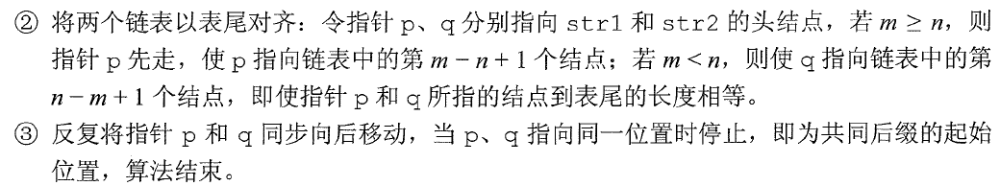 ② 将两个链表以表尾对齐：令指针 p、q 分别指向 str1 和 str2 的头结点，若 m ≥ n，则
指针 p 先走，使 p 指向链表中的第 m − n + 1 个结点；若 m < n，则使 q 指向链表中的第
n − m + 1 个结点，即使指针 p 和 q 所指的结点到表尾的长度相等。
③ 反复将指针 p 和 q 同步向后移动，当 p、q 指向同一位置时停止，即为共同后缀的起始
位置，算法结束。